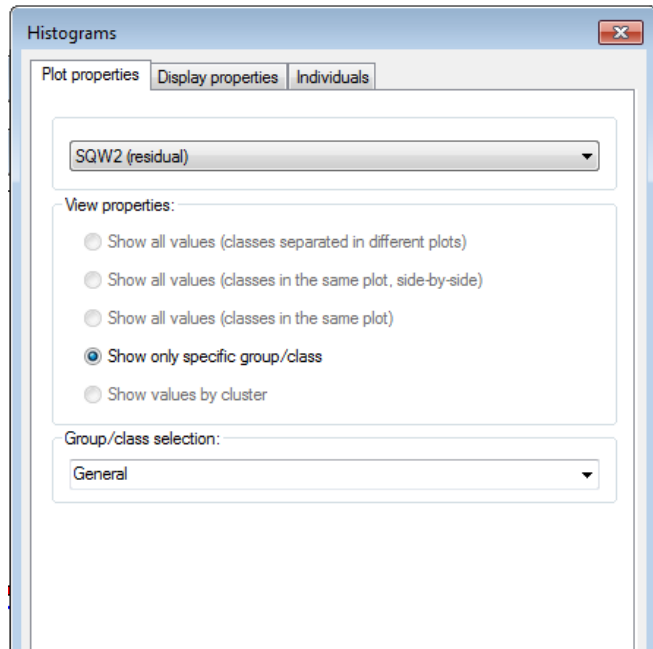 Histograms
Plot properties Display properties Individuals
SQW2 (residual)
View properties:
Show all values (classes separated in different plots)
Show all values (classes in the same plot, side-by-side)
Show all values (classes in the same plot)
Show only specific group/class
Show values by cluster
Group/class selection:
General